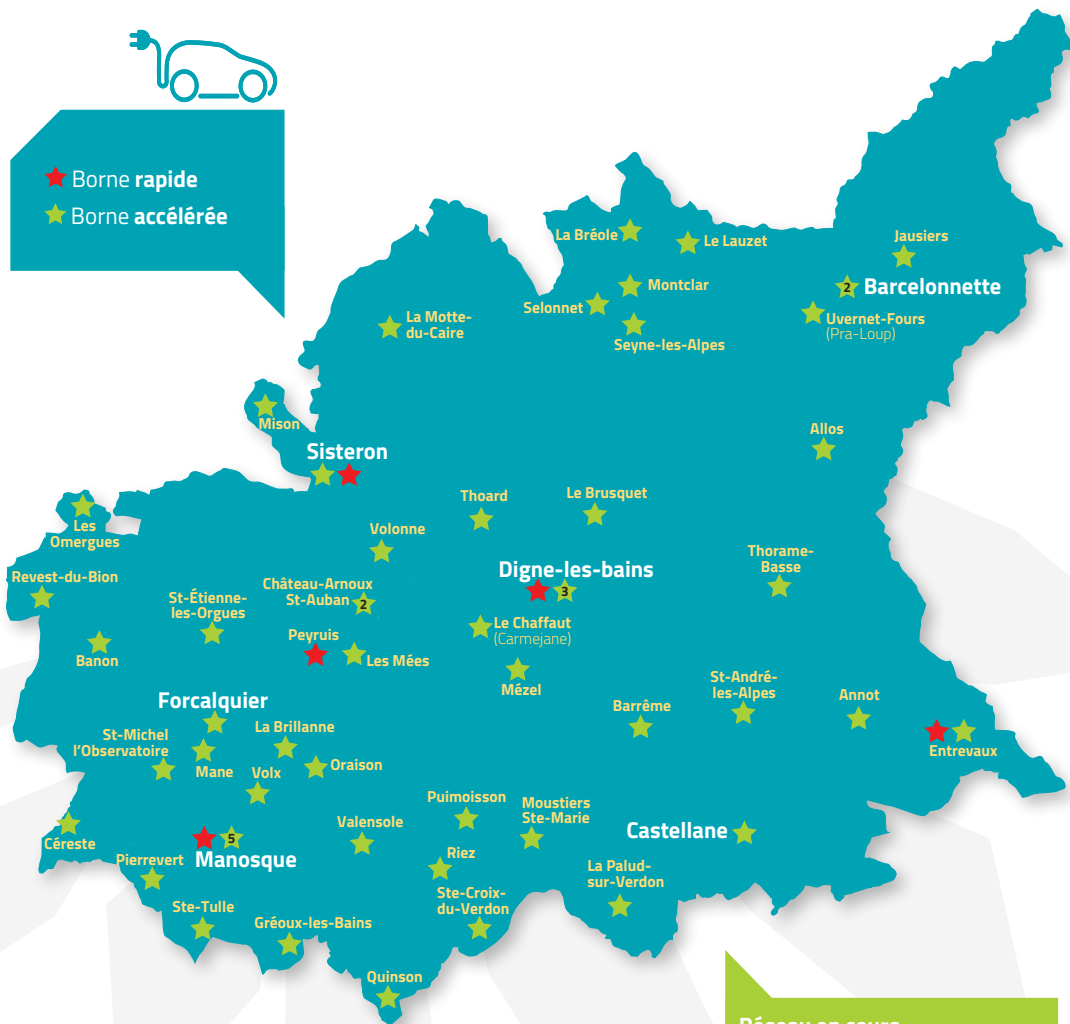 Borne rapide
Borne accélérée
La Bréole
Le Lauzet
Jausiers
Montclar
2
Barcelonnette
Selonnet
La Motte-
du-Caire
Uvernet-Fours
(Pra-Loup)
Seyne-les-Alpes
Mison
Allos
Sisteron
Thoard
Le Brusquet
Les
Omergues
Volonne
Thorame-
Basse
Revest-du-Bion
Digne-les-bains
3
Château-Arnoux
St-Auban
2
St-Étienne-
les-Orgues
Le Chaffaut
(Carmejane)
Peyruis
Les Mées
Banon
Mézel
St-André-
les-Alpes
Annot
Barrême
Forcalquier
La Brillanne
St-Michel
l'Observatoire
Entrevaux
Mane
Volx
Oraison
Puimoisson
Moustiers
Ste-Marie
Valensole
Castellane
Céreste
5
Manosque
Pierrevert
Riez
La Palud-
sur-Verdon
Ste-Croix-
du-Verdon
Ste-Tulle
Gréoux-les-Bains
Quinson
Réseau en cours